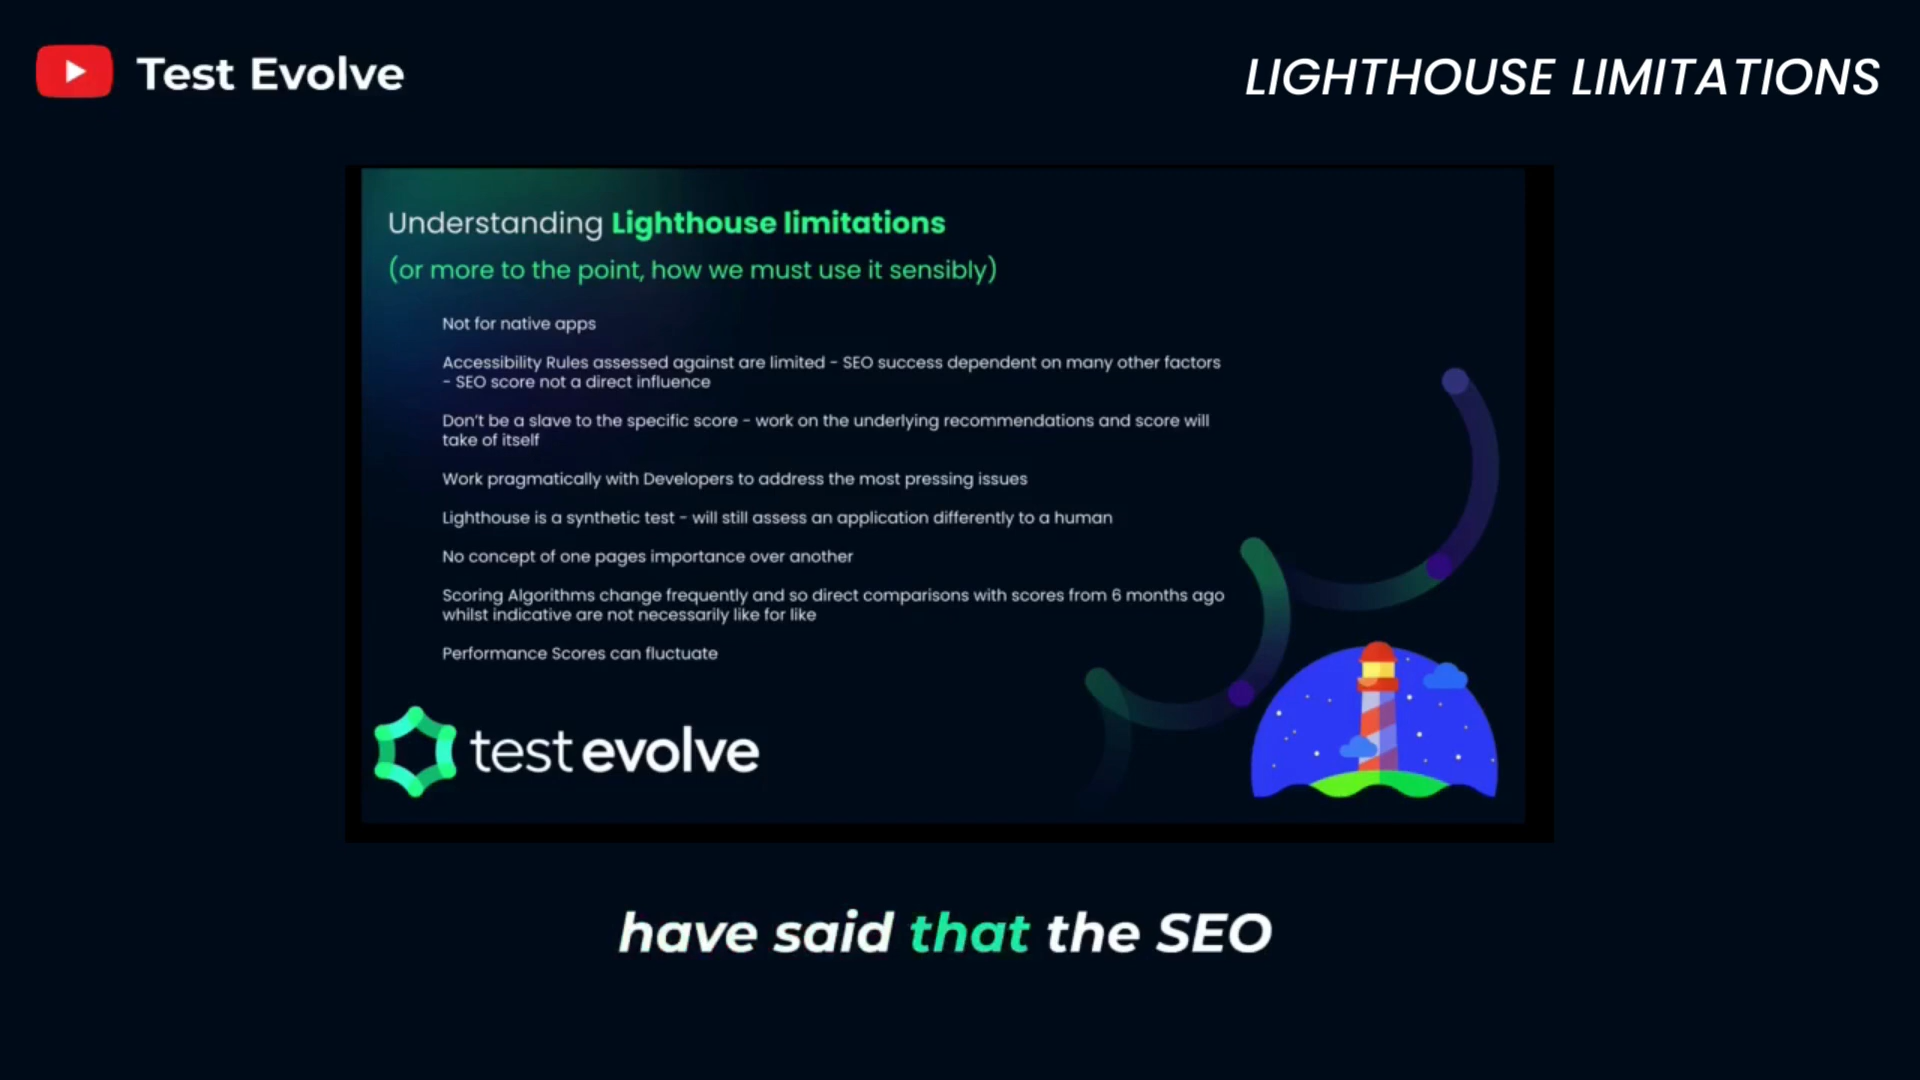 Test Evolve
LIGHTHOUSE LIMITATIONS
Understanding Lighthouse limitations
(or more to the point, how we must use it sensibly)
Not for native apps
Accessibility Rules assessed against are limited - SEO success dependent on many other factors
- SEO score not a direct influence
Don't be a slave to the specific score - work on the underlying recommendations and score will
take of itself
Work pragmatically with Developers to address the most pressing issues
Lighthouse is a synthetic test - will still assess an application differently to a human
No concept of one pages importance over another
Scoring Algorithms change frequently and so direct comparisons with scores from 6 months ago
whilst indicative are not necessarily like for like
Performance Scores can fluctuate
test evolve
have said that the SEO